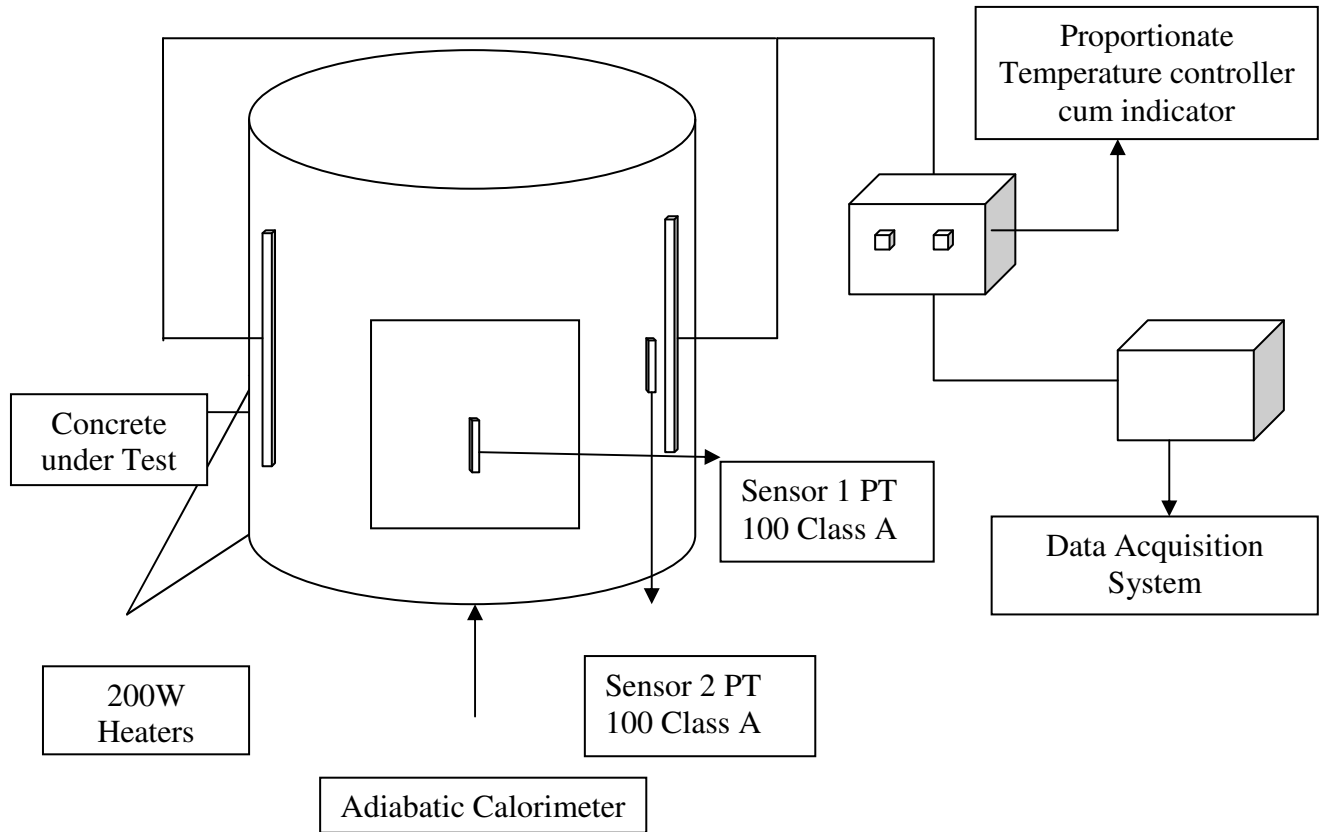 Proportionate
Temperature controller
cum indicator
Concrete
under Test
Sensor 1 PT
100 Class A
Data Acquisition
System
200W
Heaters
Sensor 2 PT
100 Class A
Adiabatic Calorimeter